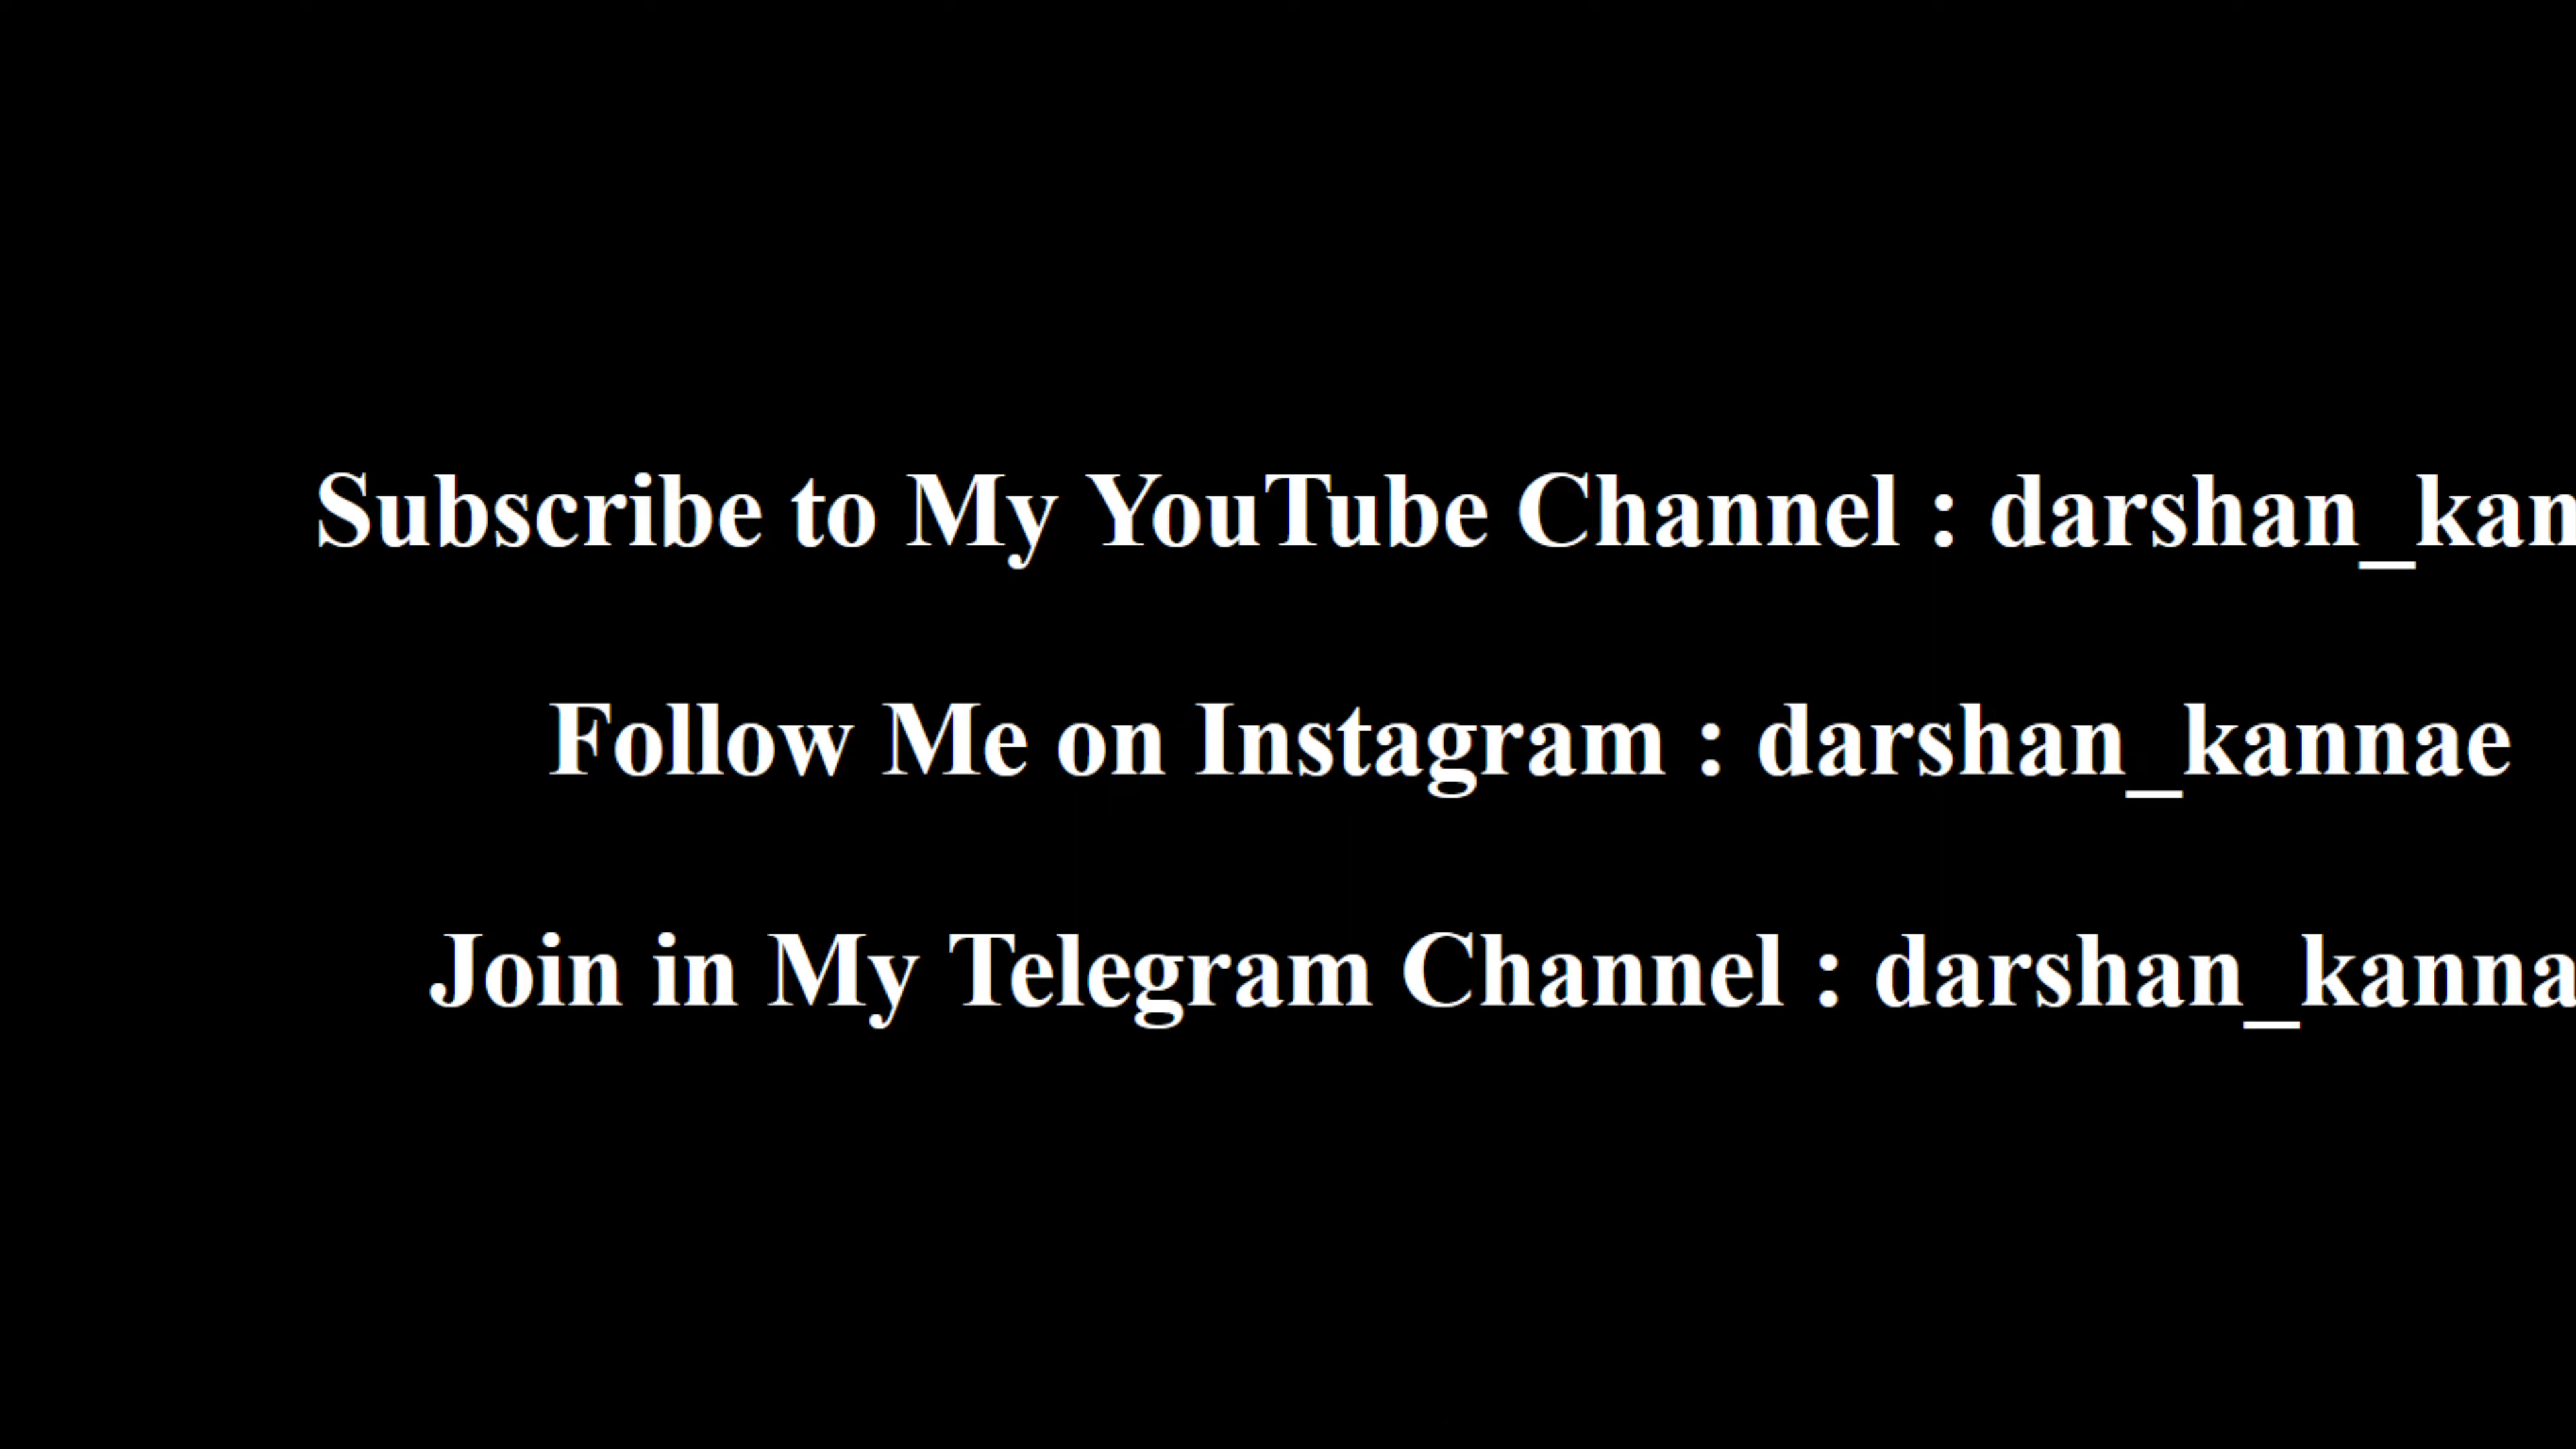 Subscribe to My YouTube Channel : darshan_kan
Follow Me on Instagram : darshan_kannae
Join in My Telegram Channel : darshan_kanna